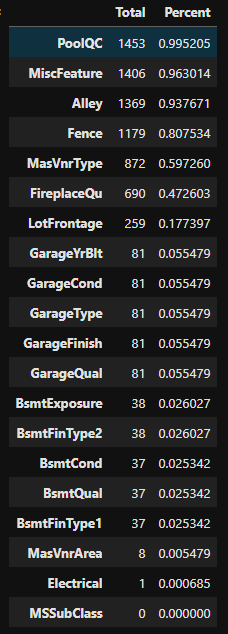 Total Percent
PoolQC 1453 0.995205
MiscFeature 1406 0.963014
Alley 1369 0.937671
Fence 1179 0.807534
MasVnrType 872 0.597260
FireplaceQu 690 0.472603
LotFrontage 259 0.177397
GarageYrBlt 81 0.055479
GarageCond 81 0.055479
GarageType 81 0.055479
GarageFinish 81 0.055479
GarageQual 81 0.055479
BsmtExposure 38 0.026027
BsmtFinType2 38 0.026027
BsmtCond 37 0.025342
BsmtQual 37 0.025342
BsmtFinType1 37 0.025342
MasVnrArea 8 0.005479
Electrical 1 0.000685
MSSubClass 0 0.000000